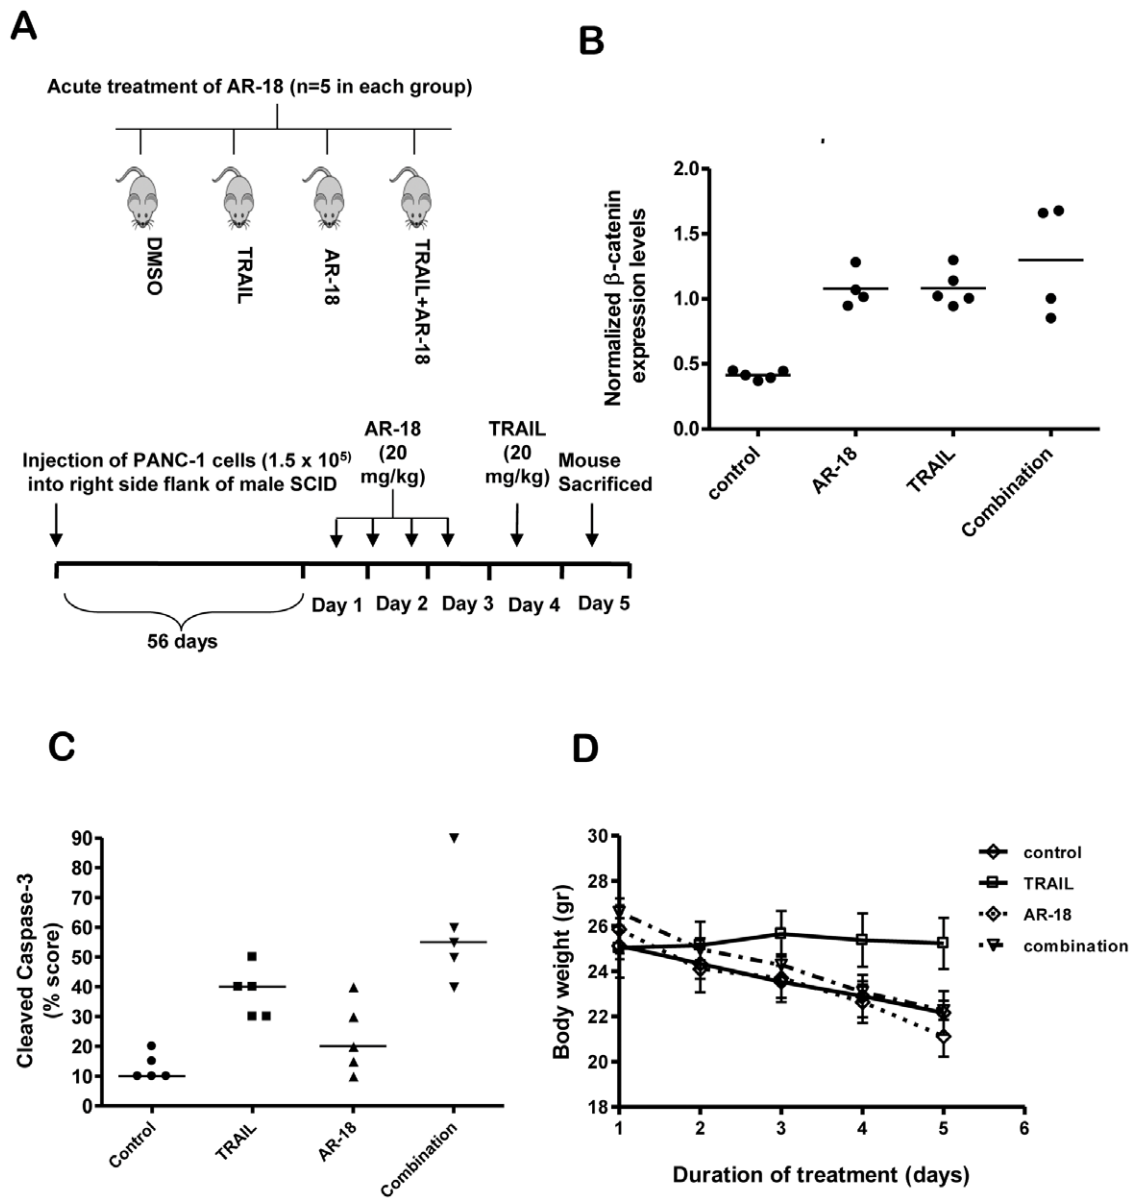 A
Acute treatment of AR-18 (n=5 in each group)
DMSO
TRAIL
AR-18
TRAIL+AR-18
Injection of PANC-1 cells (1.5 x 10⁵)
into right side flank of male SCID
AR-18
(20
mg/kg)
TRAIL
(20
mg/kg)
Mouse
Sacrificed
56 days
Day 1
Day 2
Day 3
Day 4
Day 5
B
Normalized β-catenin
expression levels
2.0
1.5
1.0
0.5
0.0
control
AR-18
TRAIL
Combination
C
Cleaved Caspase-3
(% score)
90
80
70
60
50
40
30
20
10
0
Control
TRAIL
AR-18
Combination
D
Body weight (gr)
30
28
26
24
22
20
18
1
2
3
4
5
6
Duration of treatment (days)
control
TRAIL
AR-18
combination